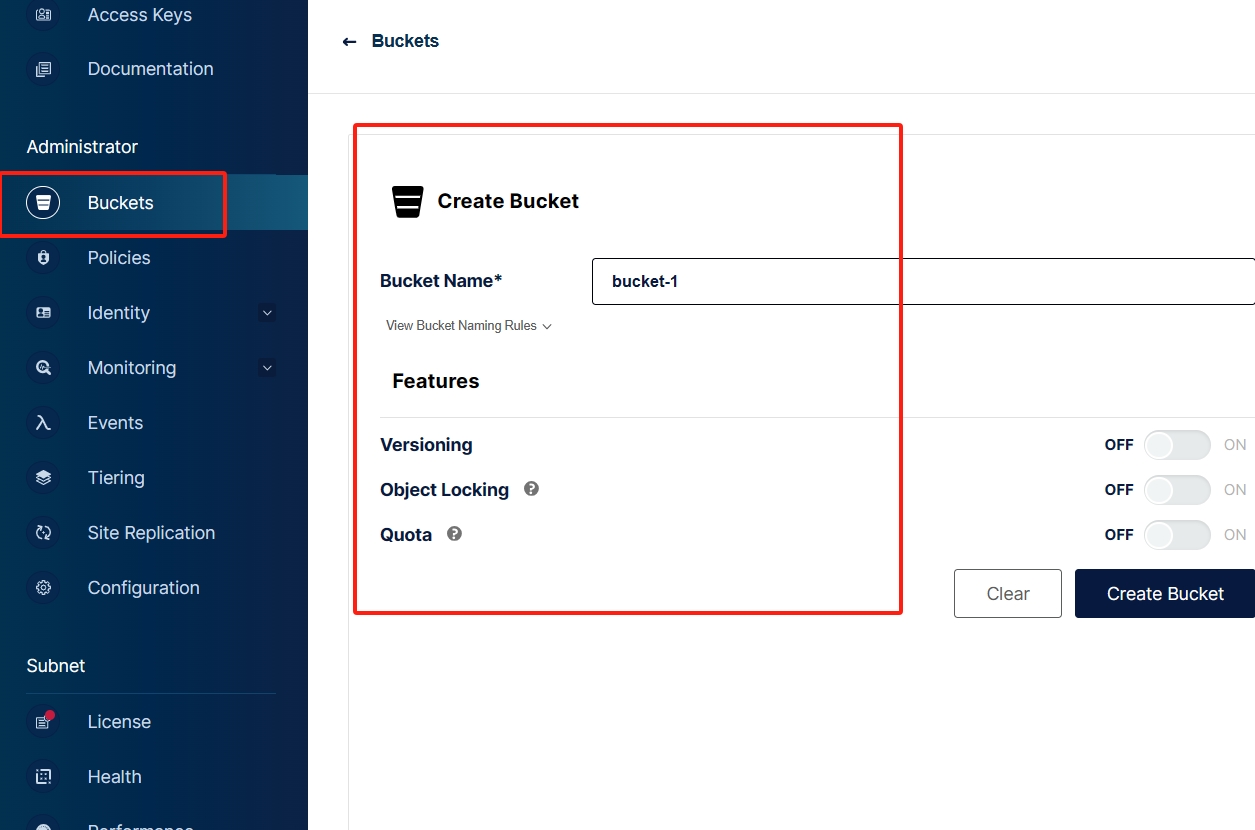 Access Keys
Documentation
Administrator
Buckets
Policies
Identity
Monitoring
Events
Tiering
Site Replication
Configuration
Subnet
License
Health
Performance
← Buckets
Create Bucket
Bucket Name*
bucket-1
View Bucket Naming Rules
Features
Versioning
OFF ON
Object Locking
OFF ON
Quota
OFF ON
Clear
Create Bucket